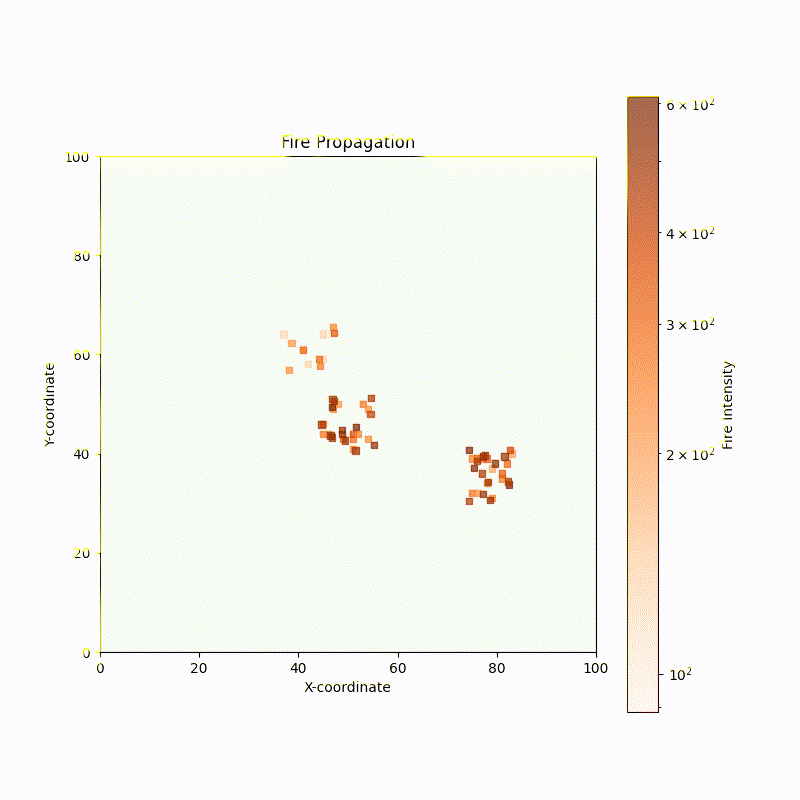 Fire Propagation
100
80
60
40
20
0
0 20 40 60 80 100
X-coordinate
Y-coordinate
6 × 10²
4 × 10²
3 × 10²
2 × 10²
10²
Fire Intensity